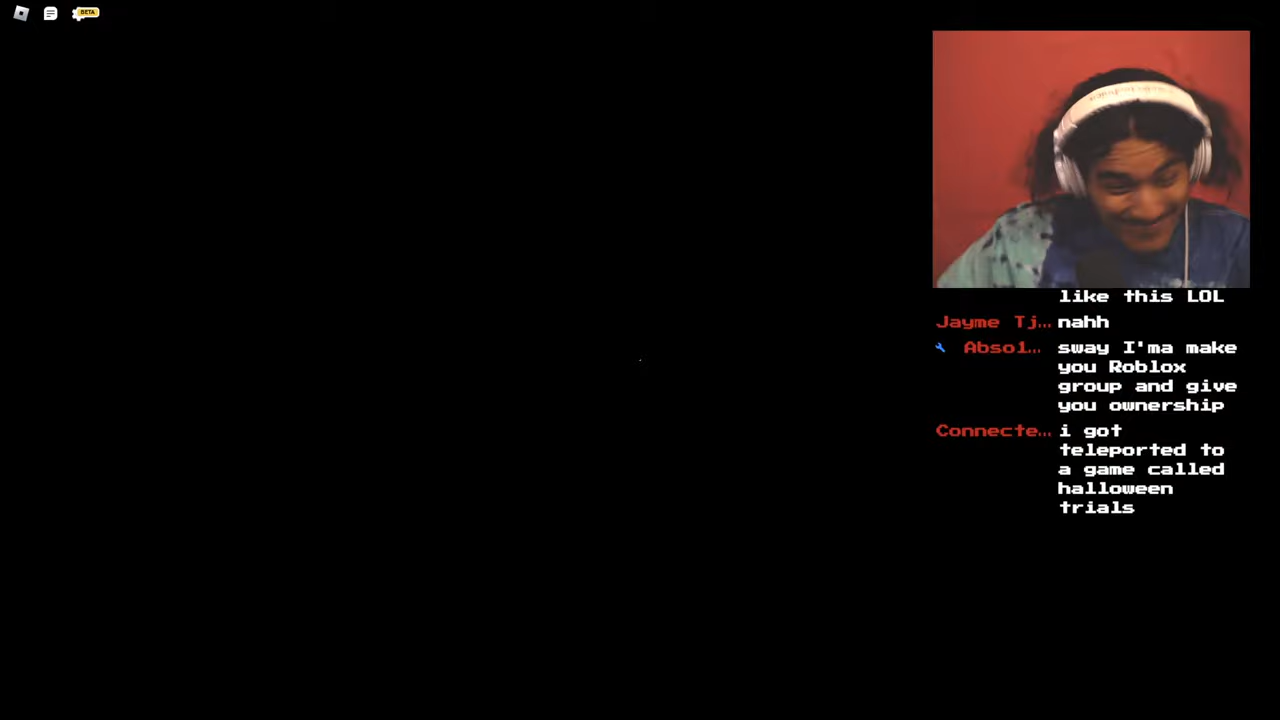 BETA
like this LOL
Jayme Tj… nahh
Absol… sway I'ma make
you Roblox
group and give
you ownership
Connecte… i got
teleported to
a game called
halloween
trials